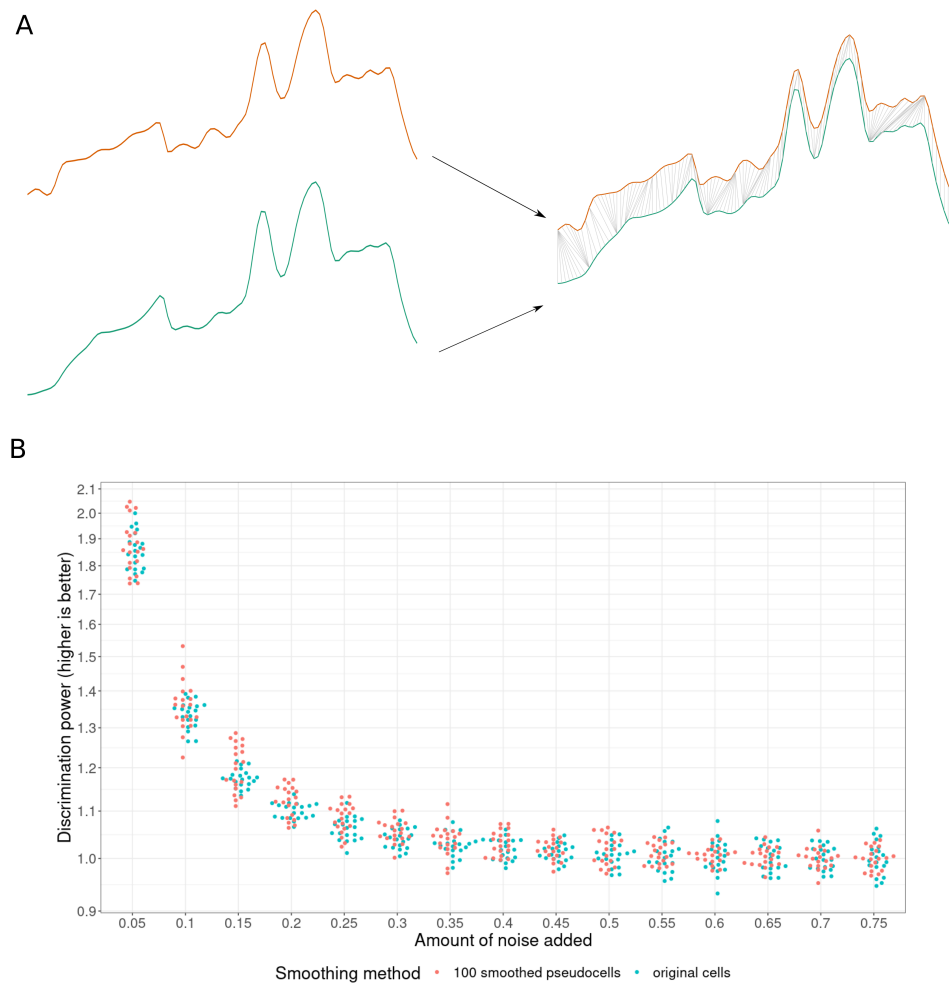 A
B
Discrimination power (higher is better)
2.1
2.0
1.9
1.8
1.7
1.6
1.5
1.4
1.3
1.2
1.1
1.0
0.9
0.05 0.1 0.15 0.2 0.25 0.3 0.35 0.4 0.45 0.5 0.55 0.6 0.65 0.7 0.75
Amount of noise added
Smoothing method 100 smoothed pseudocells original cells